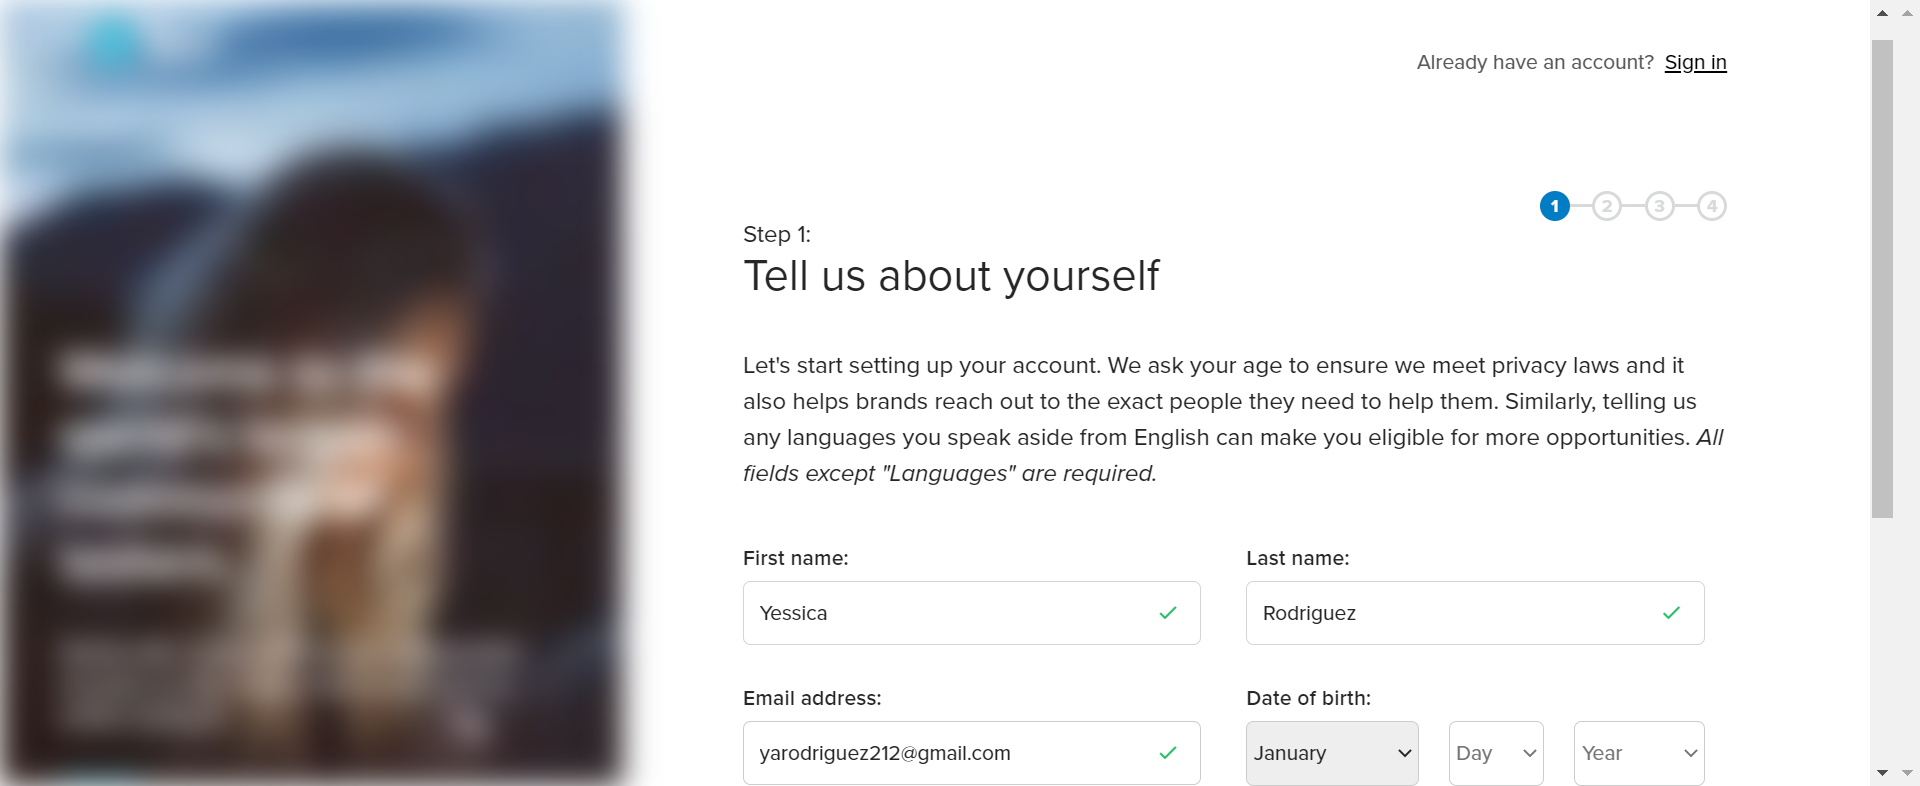 Already have an account? Sign in
1 2 3 4
Step 1:
Tell us about yourself
Let's start setting up your account. We ask your age to ensure we meet privacy laws and it
also helps brands reach out to the exact people they need to help them. Similarly, telling us
any languages you speak aside from English can make you eligible for more opportunities. All
fields except "Languages" are required.
First name: Last name:
Yessica Rodriguez
Email address: Date of birth:
yarodriguez212@gmail.com January Day Year